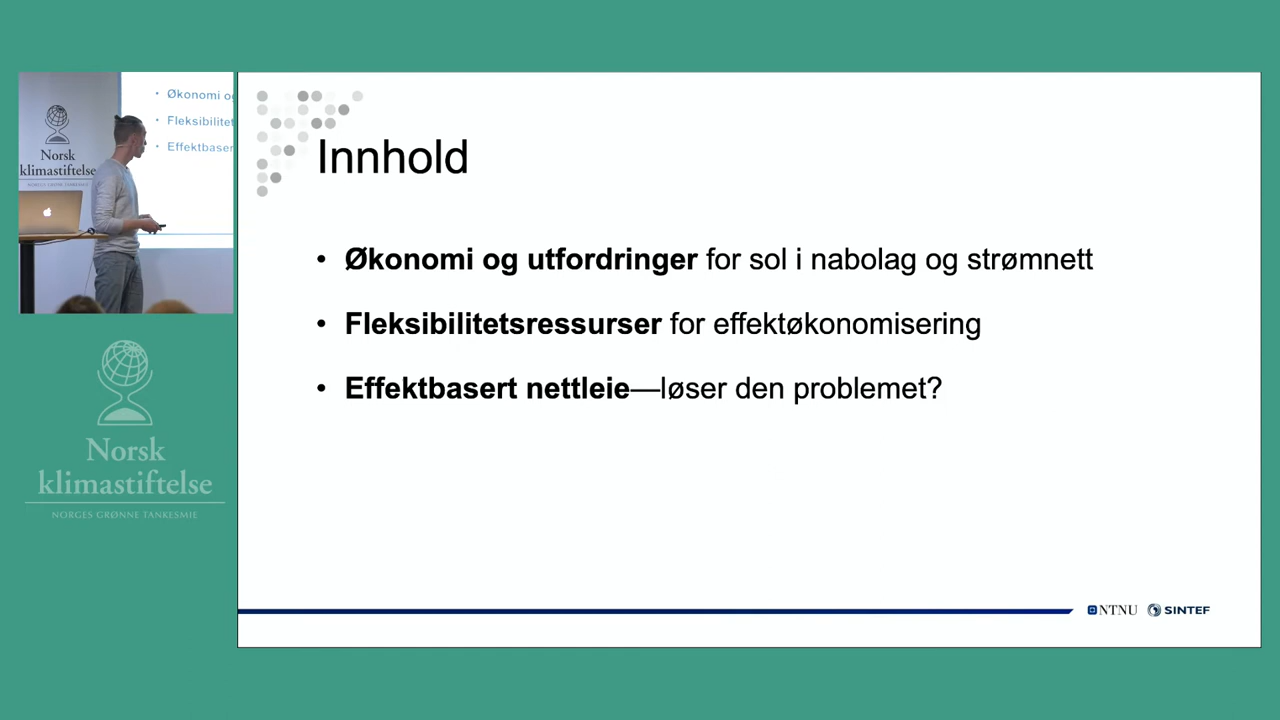 Økonomi og
Fleksibilitet
Effektbaser
Norsk
klimastiftelse
Innhold
• Økonomi og utfordringer for sol i nabolag og strømnett
• Fleksibilitetsressurser for effektøkonomisering
• Effektbasert nettleie—løser den problemet?
Norsk
klimastiftelse
NORGES GRØNNE TANKESMIE
NTNU SINTEF